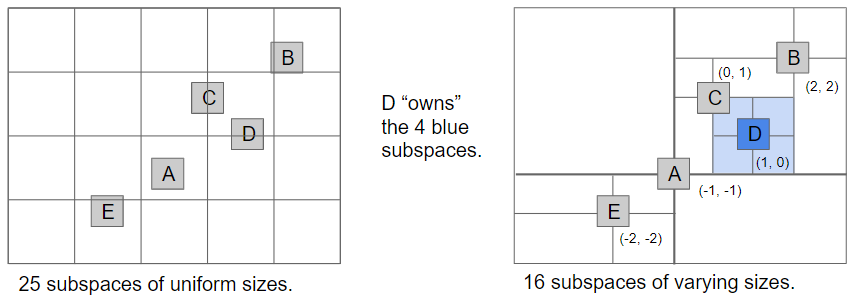 B
C
D
A
E
25 subspaces of uniform sizes.
D “owns”
the 4 blue
subspaces.
B
(0, 1)
(2, 2)
C
D
(1, 0)
A
(-1, -1)
E
(-2, -2)
16 subspaces of varying sizes.